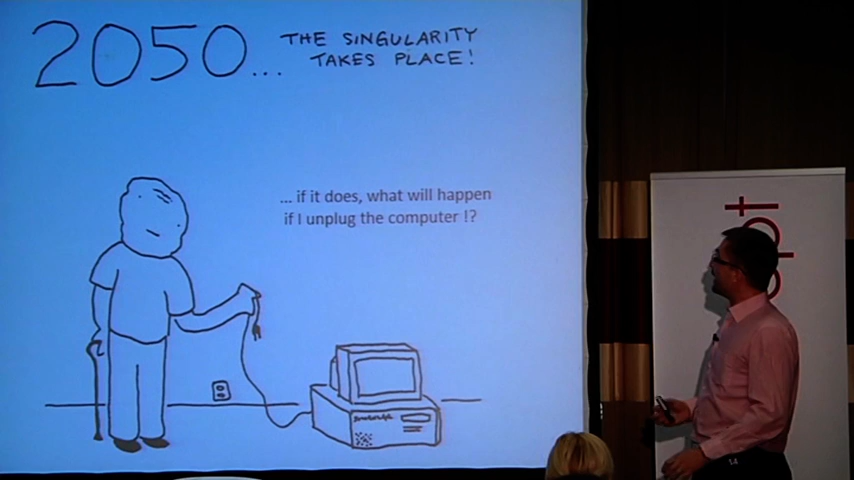 2050...
THE SINGULARITY
TAKES PLACE!
... if it does, what will happen
if I unplug the computer !?